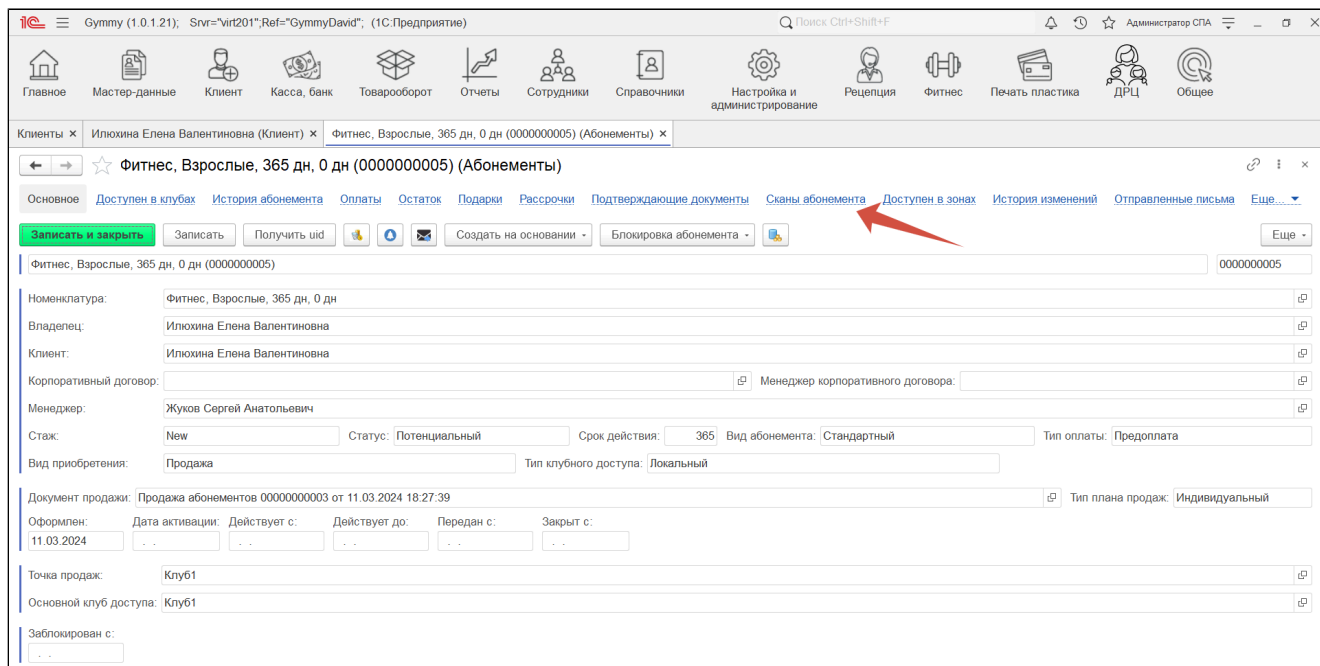 Gymmy (1.0.1.21); Srvr="virt201";Ref="GymmyDavid"; (1С:Предприятие) Поиск Ctrl+Shift+F Администратор СПА
Главное Мастер-данные Клиент Касса, банк Товарооборот Отчеты Сотрудники Справочники Настройка и администрирование Рецепция Фитнес Печать пластика ДРЦ Общее
Клиенты × Илюхина Елена Валентиновна (Клиент) × Фитнес, Взрослые, 365 дн, 0 дн (0000000005) (Абонементы) ×
Фитнес, Взрослые, 365 дн, 0 дн (0000000005) (Абонементы)
Основное Доступен в клубах История абонемента Оплаты Остаток Подарки Рассрочки Подтверждающие документы Сканы абонемента Доступен в зонах История изменений Отправленные письма Еще...
Записать и закрыть Записать Получить uid Создать на основании Блокировка абонемента Еще
Фитнес, Взрослые, 365 дн, 0 дн (0000000005) 0000000005
Номенклатура: Фитнес, Взрослые, 365 дн, 0 дн
Владелец: Илюхина Елена Валентиновна
Клиент: Илюхина Елена Валентиновна
Корпоративный договор: Менеджер корпоративного договора:
Менеджер: Жуков Сергей Анатольевич
Стаж: New Статус: Потенциальный Срок действия: 365 Вид абонемента: Стандартный Тип оплаты: Предоплата
Вид приобретения: Продажа Тип клубного доступа: Локальный
Документ продажи: Продажа абонементов 00000000003 от 11.03.2024 18:27:39 Тип плана продаж: Индивидуальный
Оформлен: Дата активации: Действует с: Действует до: Передан с: Закрыт с:
11.03.2024 . . . . . . . . . .
Точка продаж: Клуб1
Основной клуб доступа: Клуб1
Заблокирован с:
. .